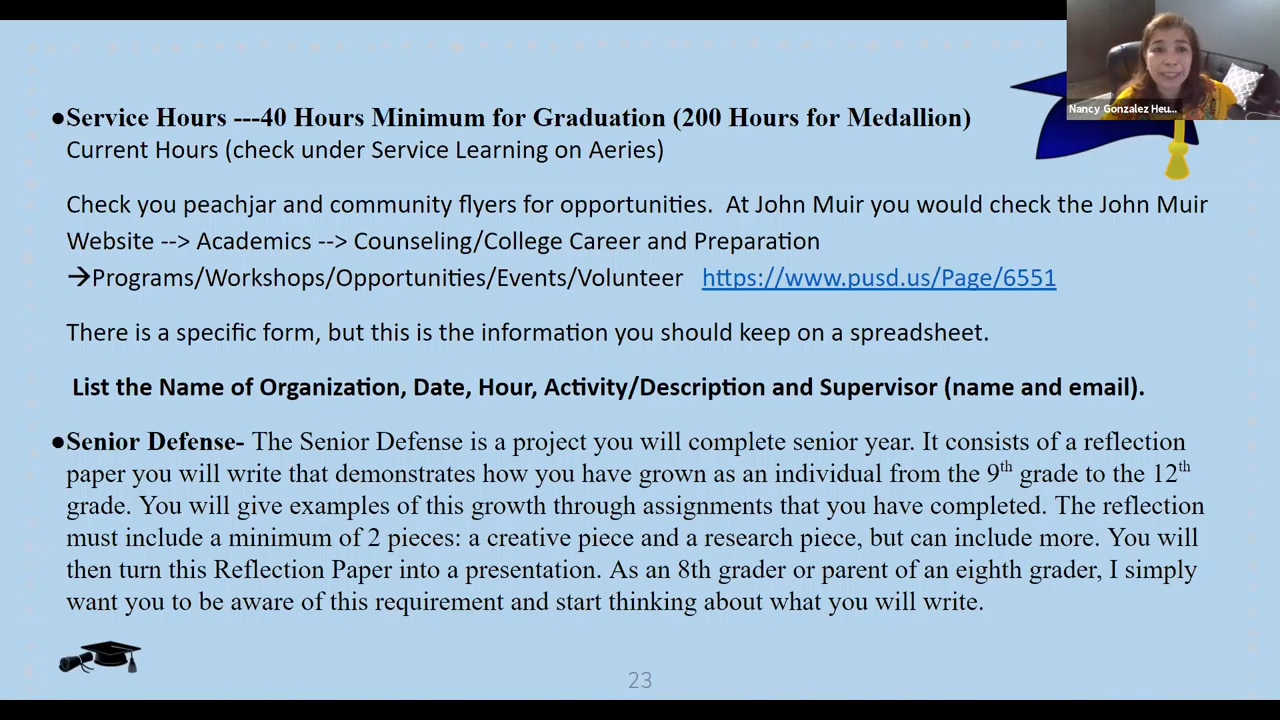 Nancy Gonzalez Heu...
●Service Hours ---40 Hours Minimum for Graduation (200 Hours for Medallion)
Current Hours (check under Service Learning on Aeries)
Check you peachjar and community flyers for opportunities.  At John Muir you would check the John Muir
Website --> Academics --> Counseling/College Career and Preparation
→Programs/Workshops/Opportunities/Events/Volunteer   https://www.pusd.us/Page/6551
There is a specific form, but this is the information you should keep on a spreadsheet.
List the Name of Organization, Date, Hour, Activity/Description and Supervisor (name and email).
●Senior Defense- The Senior Defense is a project you will complete senior year. It consists of a reflection
paper you will write that demonstrates how you have grown as an individual from the 9th grade to the 12th
grade. You will give examples of this growth through assignments that you have completed. The reflection
must include a minimum of 2 pieces: a creative piece and a research piece, but can include more. You will
then turn this Reflection Paper into a presentation. As an 8th grader or parent of an eighth grader, I simply
want you to be aware of this requirement and start thinking about what you will write.
23